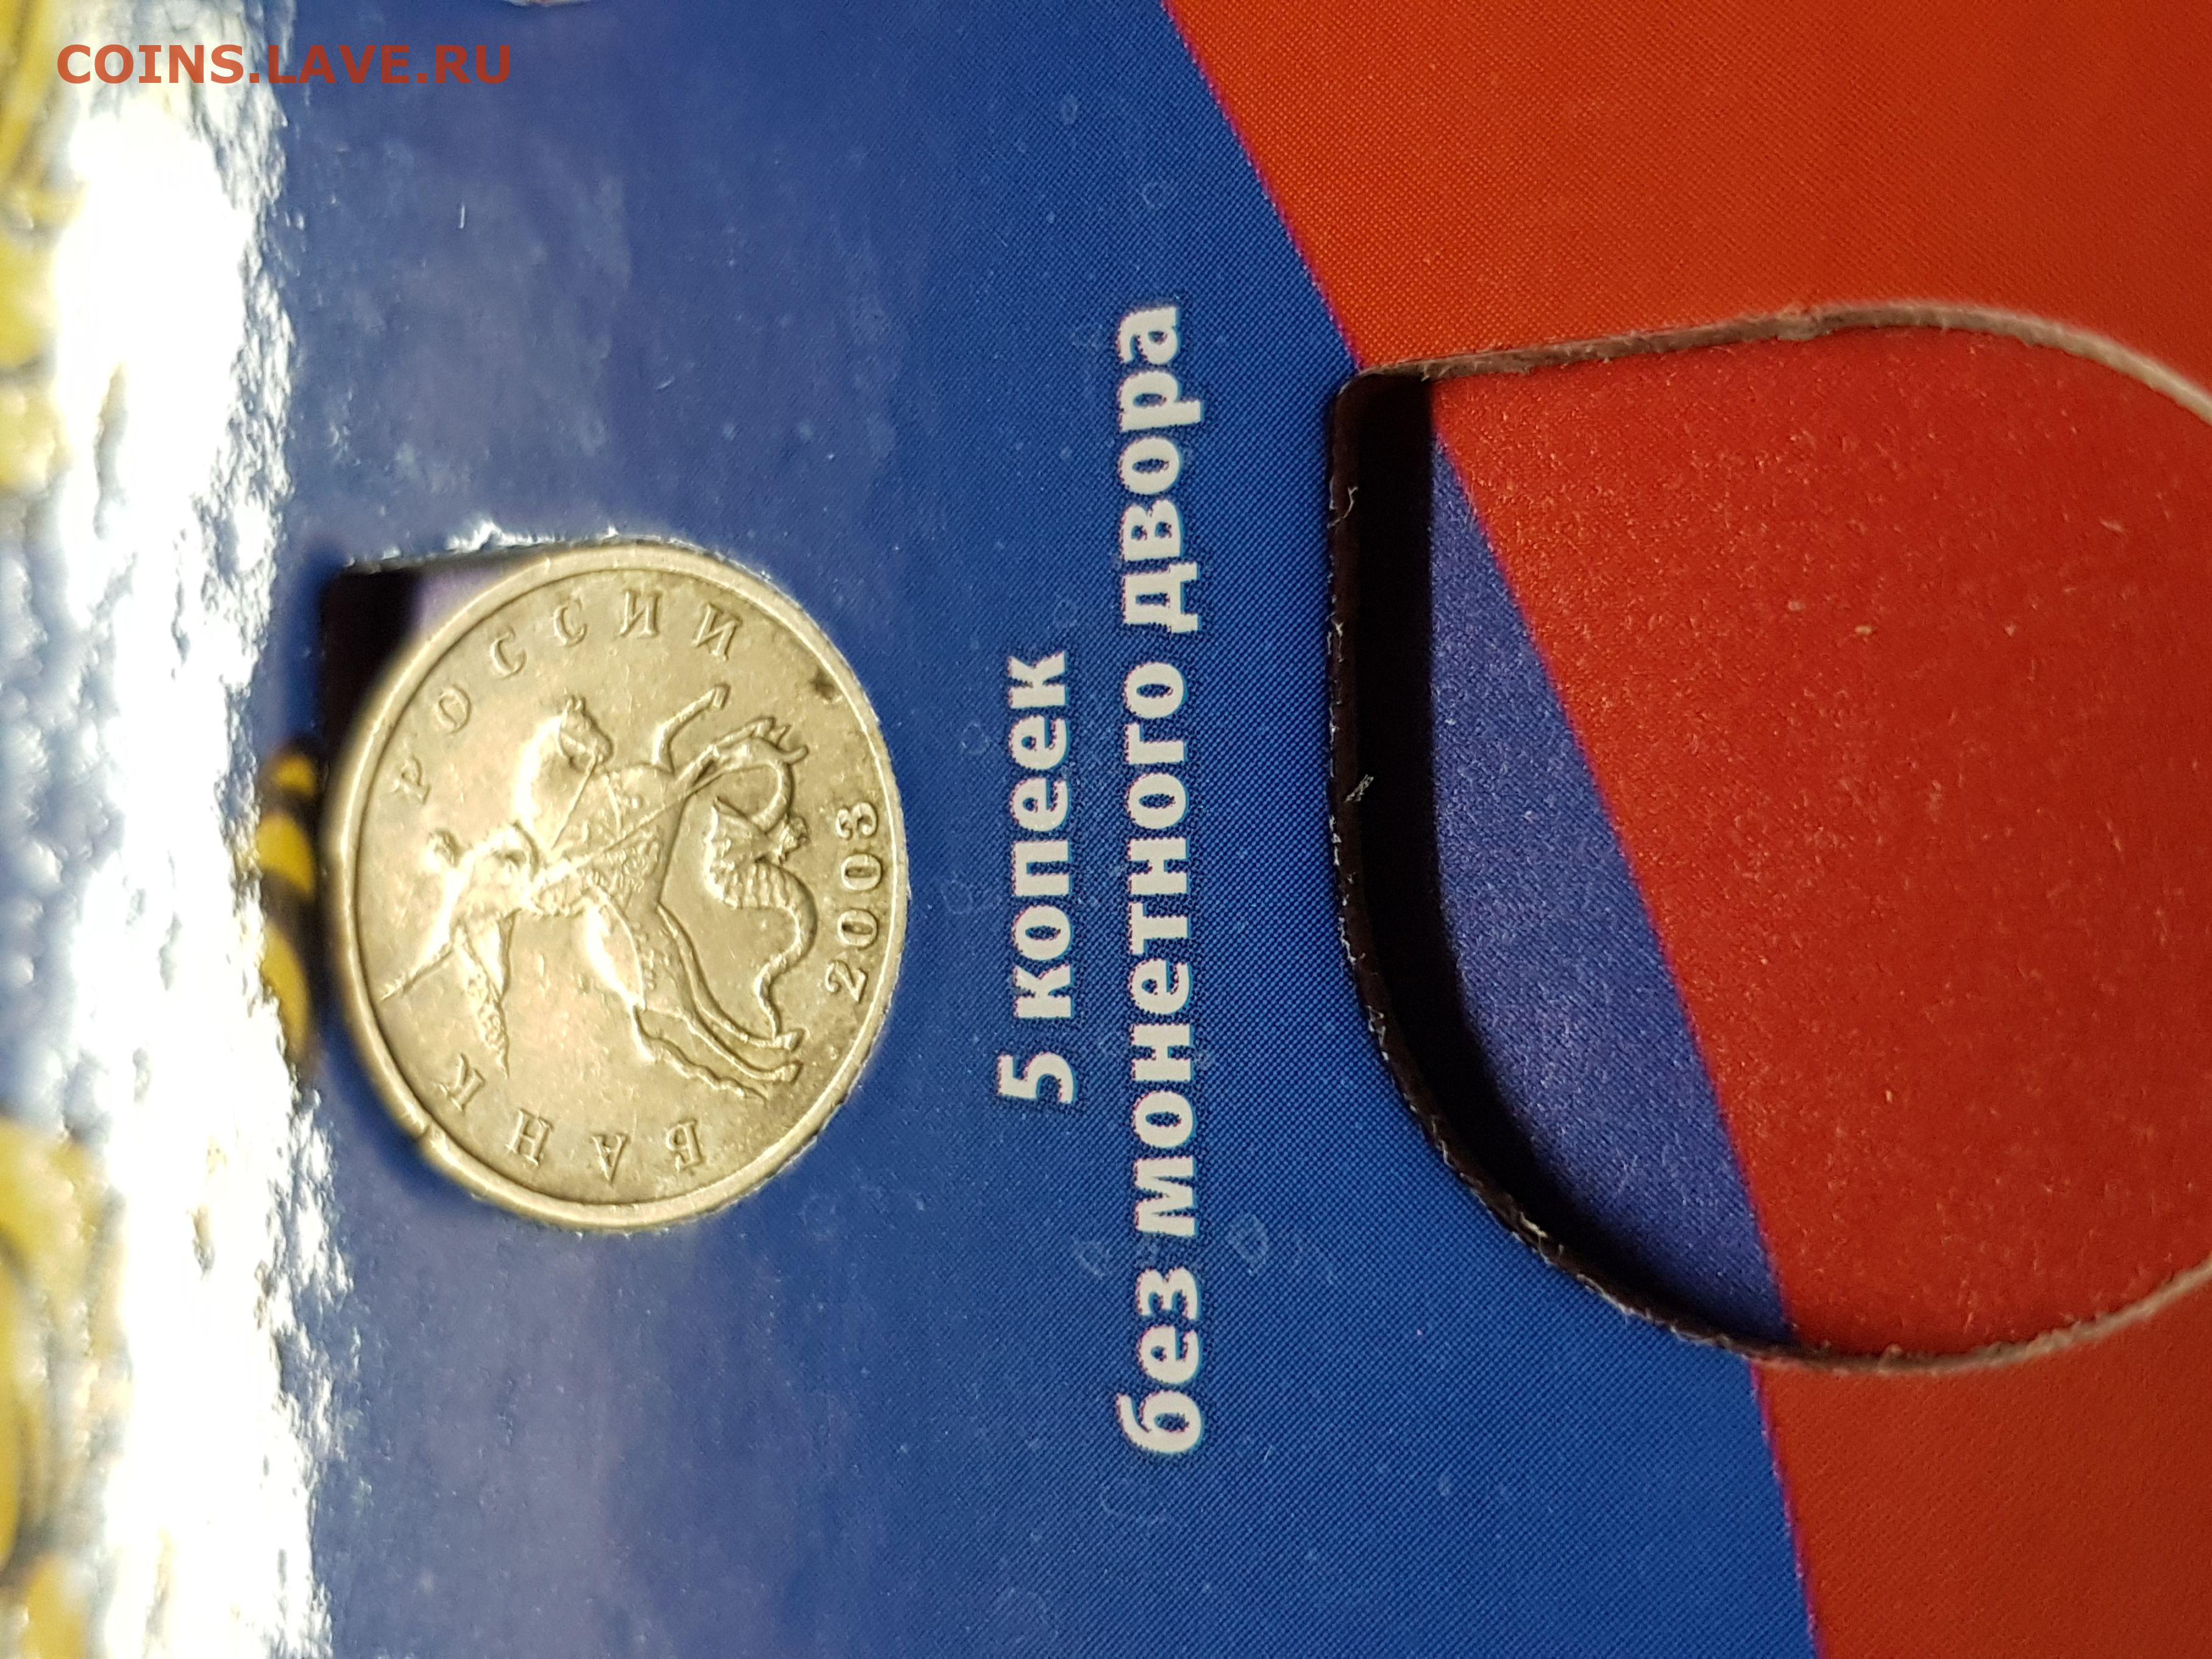 COINS.LAVE.RU
БАНК РОССИИ
2003
5 копеек
без монетного двора